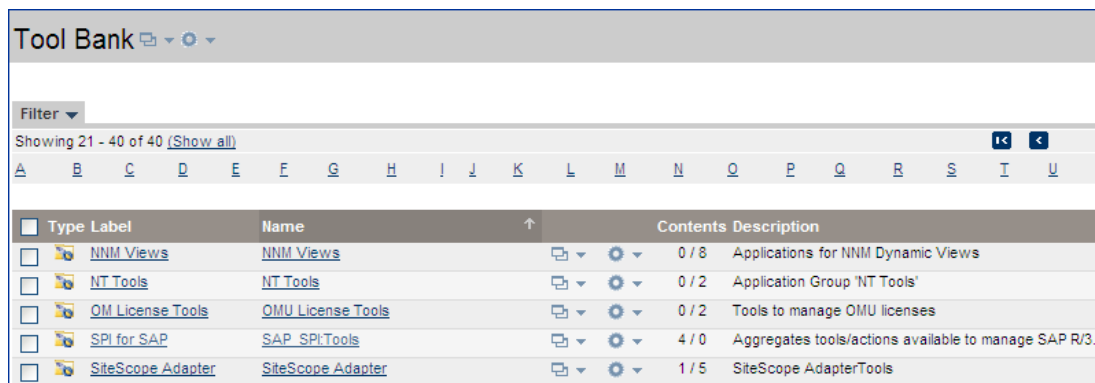 Tool Bank
Filter
Showing 21 - 40 of 40 (Show all)
A B C D E F G H I J K L M N O P Q R S T U
Type Label Name Contents Description
NNM Views NNM Views 0 / 8 Applications for NNM Dynamic Views
NT Tools NT Tools 0 / 2 Application Group 'NT Tools'
OM License Tools OMU License Tools 0 / 2 Tools to manage OMU licenses
SPI for SAP SAP_SPI:Tools 4 / 0 Aggregates tools/actions available to manage SAP R/3.
SiteScope Adapter SiteScope Adapter 1 / 5 SiteScope AdapterTools